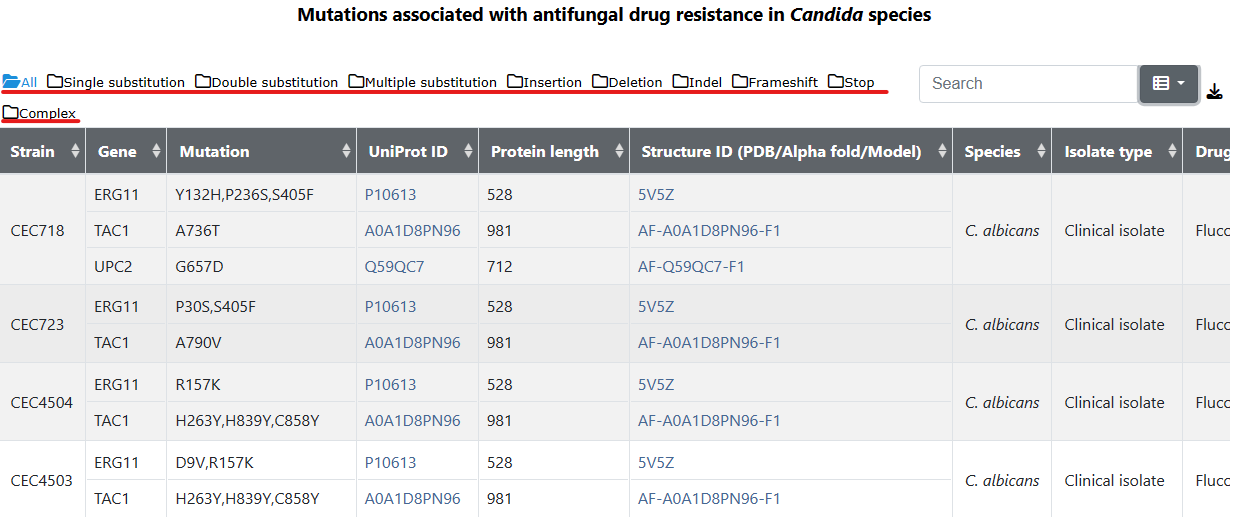 Mutations associated with antifungal drug resistance in Candida species
All Single substitution Double substitution Multiple substitution Insertion Deletion Indel Frameshift Stop
Complex
Search
Strain Gene Mutation UniProt ID Protein length Structure ID (PDB/Alpha fold/Model) Species Isolate type Drug
CEC718 ERG11 Y132H,P236S,S405F P10613 528 5V5Z C. albicans Clinical isolate Flucc
TAC1 A736T A0A1D8PN96 981 AF-A0A1D8PN96-F1
UPC2 G657D Q59QC7 712 AF-Q59QC7-F1
CEC723 ERG11 P30S,S405F P10613 528 5V5Z C. albicans Clinical isolate Flucc
TAC1 A790V A0A1D8PN96 981 AF-A0A1D8PN96-F1
CEC4504 ERG11 R157K P10613 528 5V5Z C. albicans Clinical isolate Flucc
TAC1 H263Y,H839Y,C858Y A0A1D8PN96 981 AF-A0A1D8PN96-F1
CEC4503 ERG11 D9V,R157K P10613 528 5V5Z C. albicans Clinical isolate Flucc
TAC1 H263Y,H839Y,C858Y A0A1D8PN96 981 AF-A0A1D8PN96-F1